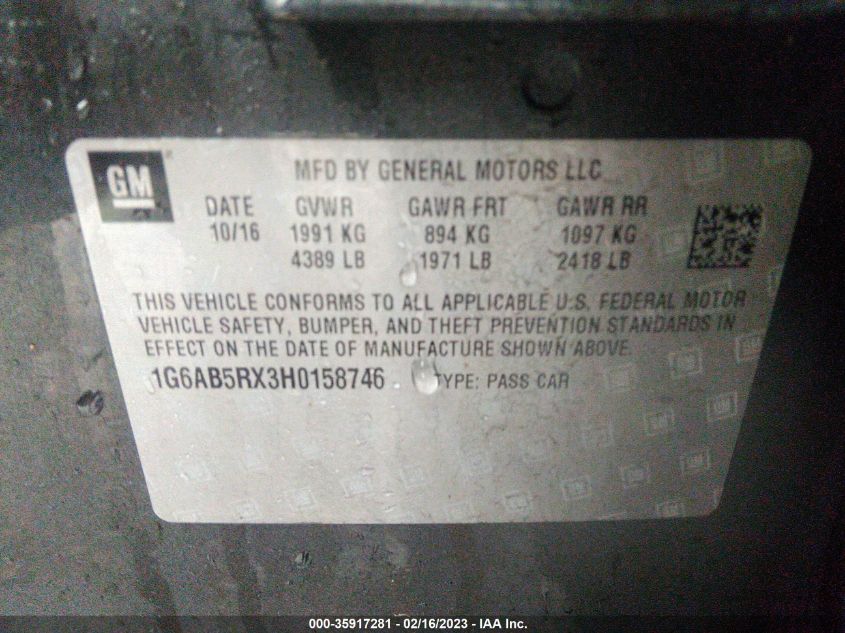 GM
MFD BY GENERAL MOTORS LLC
DATE GVWR GAWR FRT GAWR RR
10/16 1991 KG 894 KG 1097 KG
4389 LB 1971 LB 2418 LB
THIS VEHICLE CONFORMS TO ALL APPLICABLE U.S. FEDERAL MOTOR
VEHICLE SAFETY, BUMPER, AND THEFT PREVENTION STANDARDS IN
EFFECT ON THE DATE OF MANUFACTURE SHOWN ABOVE.
1G6AB5RX3H0158746 TYPE: PASS CAR
000-35917281 - 02/16/2023 - IAA Inc.